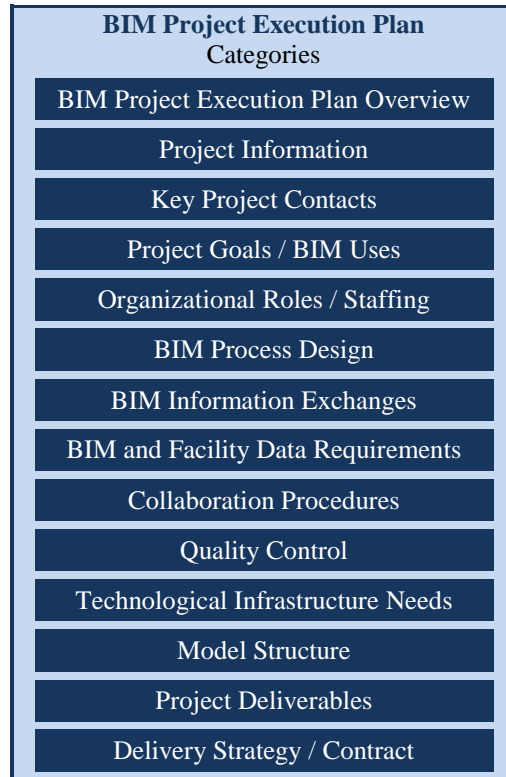 BIM Project Execution Plan
Categories
BIM Project Execution Plan Overview
Project Information
Key Project Contacts
Project Goals / BIM Uses
Organizational Roles / Staffing
BIM Process Design
BIM Information Exchanges
BIM and Facility Data Requirements
Collaboration Procedures
Quality Control
Technological Infrastructure Needs
Model Structure
Project Deliverables
Delivery Strategy / Contract